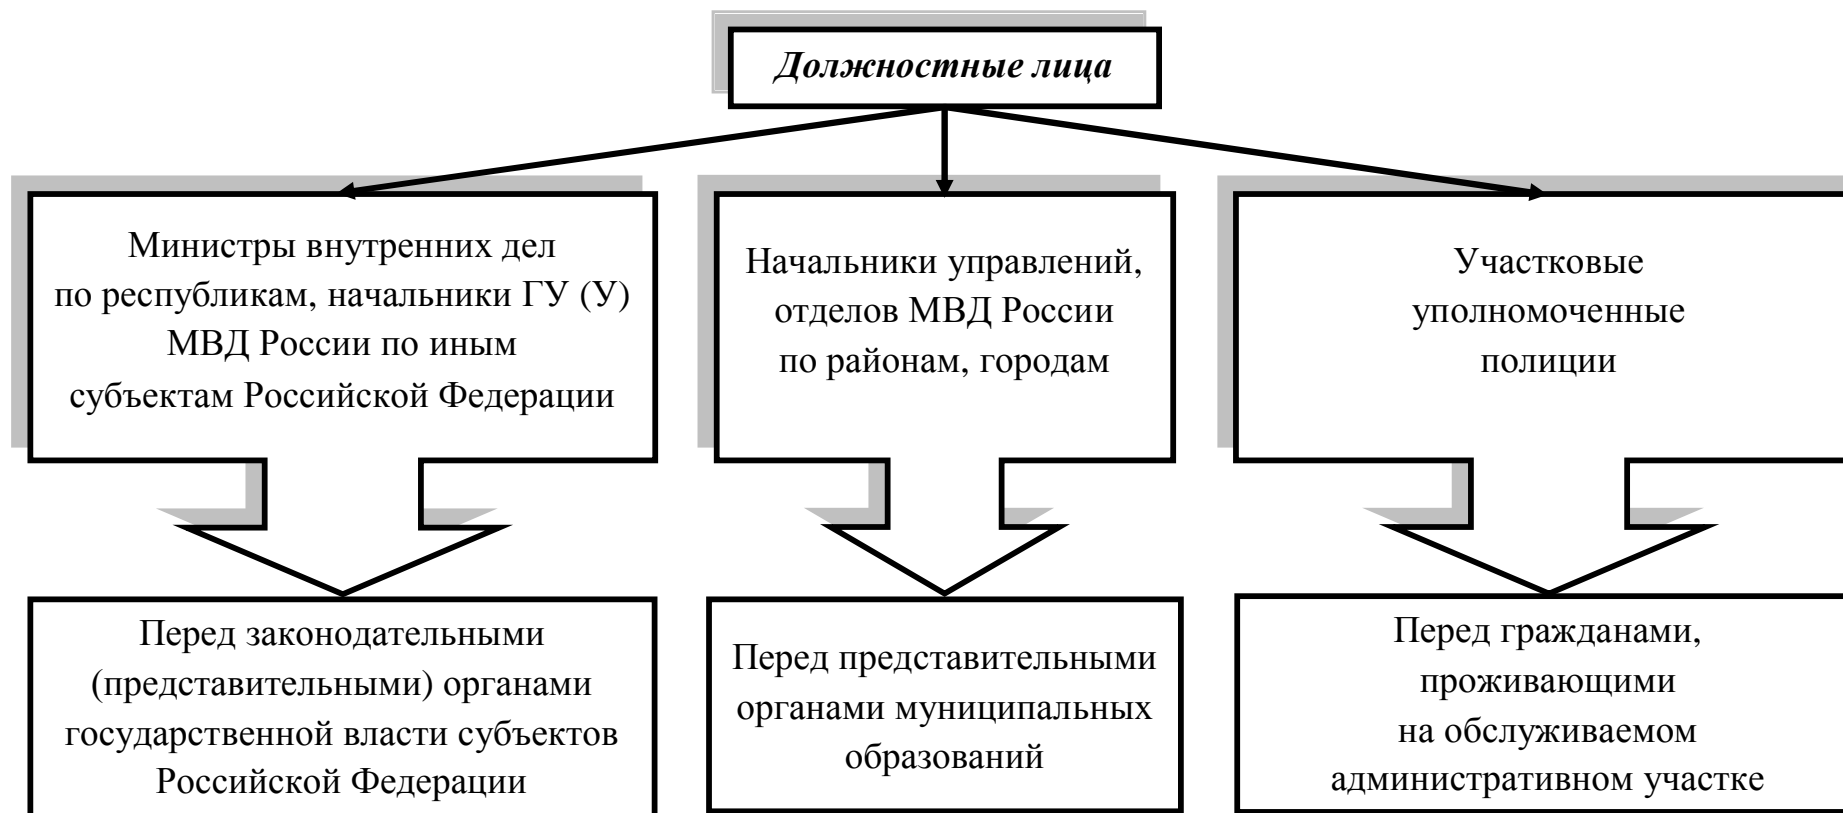 Должностные лица
Министры внутренних дел
по республикам, начальники ГУ (У)
МВД России по иным
субъектам Российской Федерации
Начальники управлений,
отделов МВД России
по районам, городам
Участковые
уполномоченные
полиции
Перед законодательными
(представительными) органами
государственной власти субъектов
Российской Федерации
Перед представительными
органами муниципальных
образований
Перед гражданами,
проживающими
на обслуживаемом
административном участке